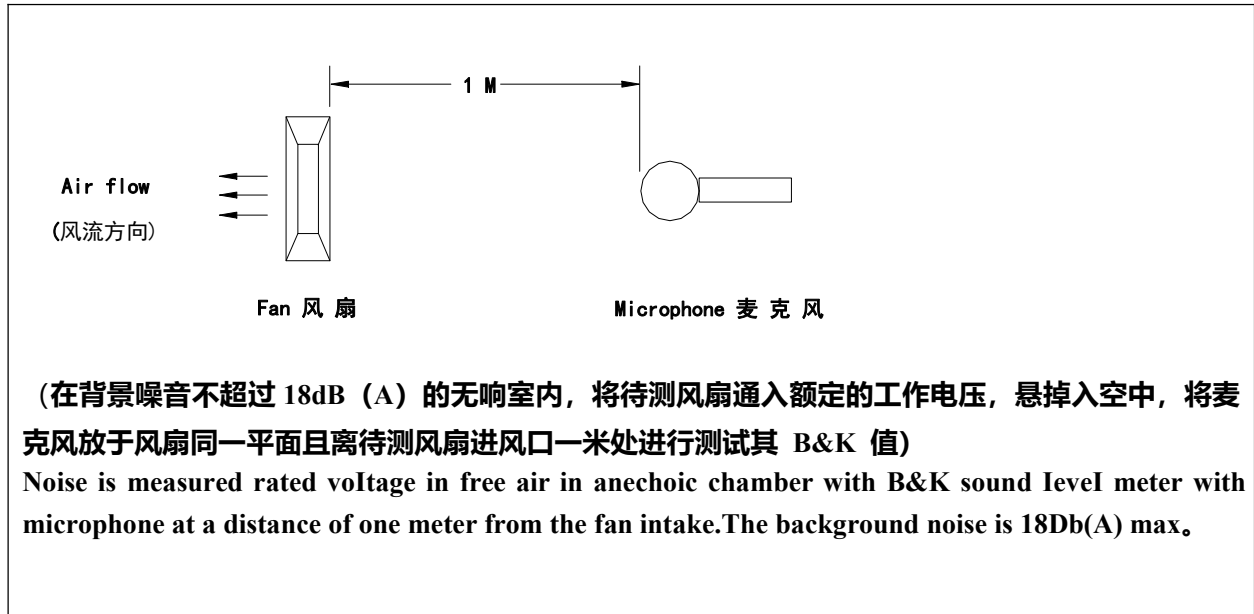 1 M
Air flow
(风流方向)
Fan 风 扇
Microphone 麦 克 风
（在背景噪音不超过 18dB（A）的无响室内，将待测风扇通入额定的工作电压，悬掉入空中，将麦
克风放于风扇同一平面且离待测风扇进风口一米处进行测试其 B&K 值）
Noise is measured rated voItage in free air in anechoic chamber with B&K sound IeveI meter with
microphone at a distance of one meter from the fan intake.The background noise is 18Db(A) max。